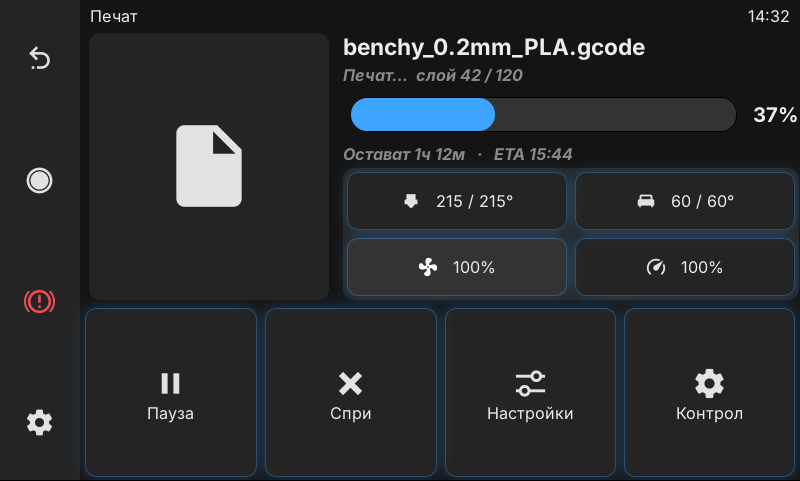 Печат
14:32
benchy_0.2mm_PLA.gcode
Печат... слой 42 / 120
37%
Остават 1ч 12м · ETA 15:44
215 / 215°
60 / 60°
100%
100%
Пауза
Спри
Настройки
Контрол